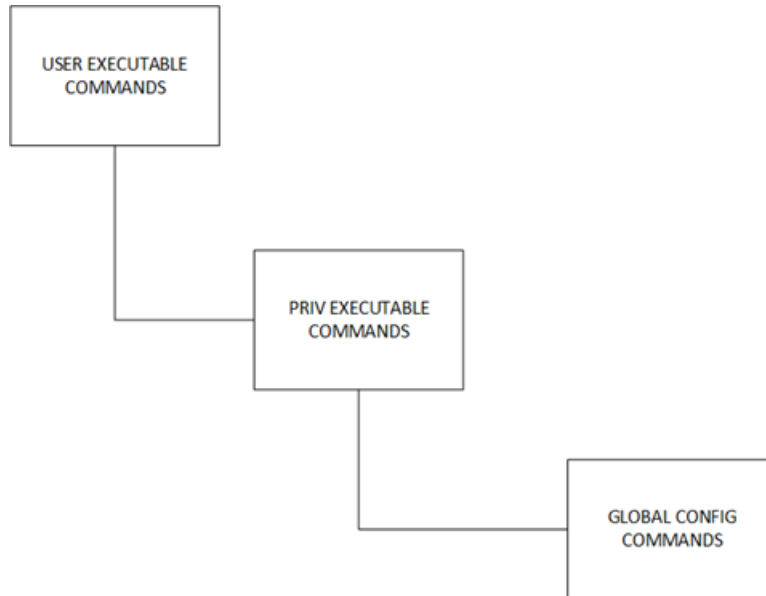 USER EXECUTABLE
COMMANDS
PRIV EXECUTABLE
COMMANDS
GLOBAL CONFIG
COMMANDS